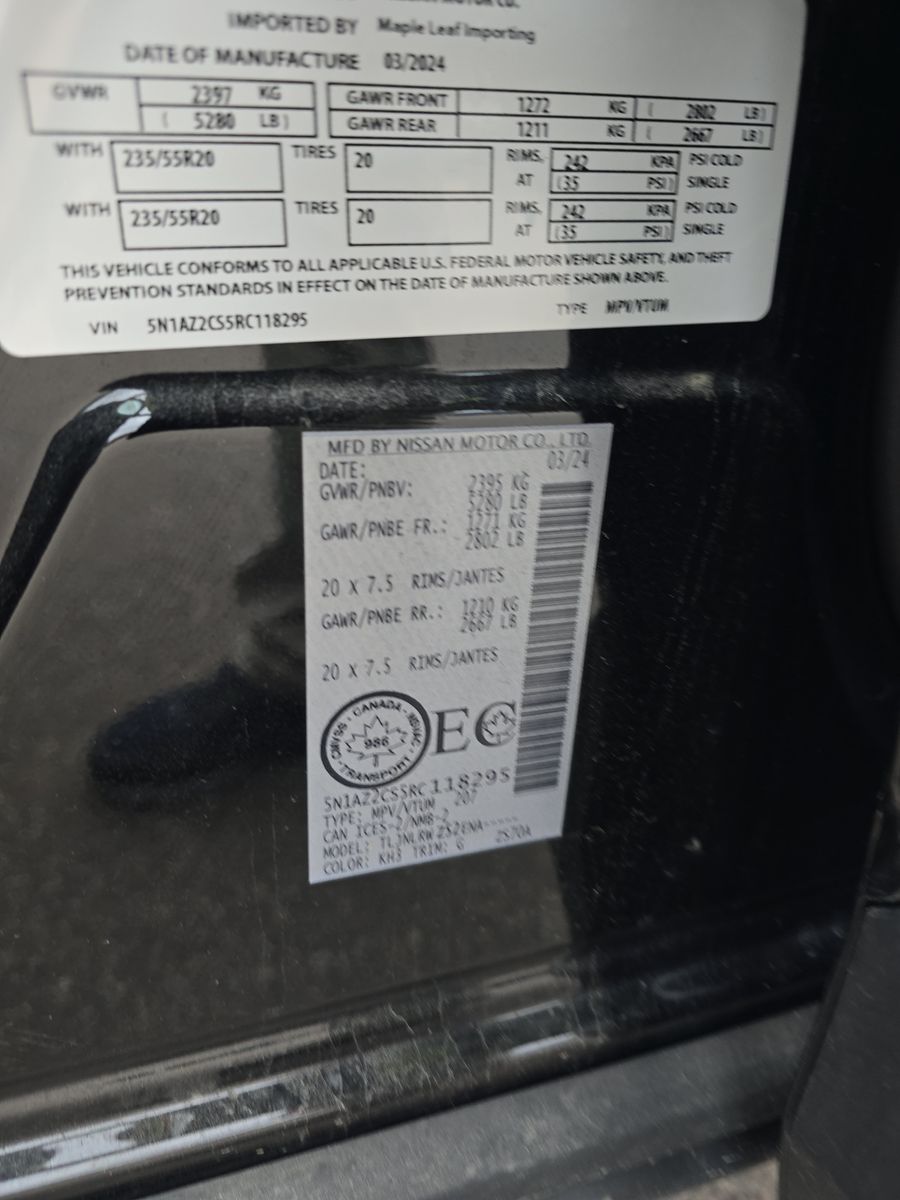 IMPORTED BY Maple Leaf Importing
DATE OF MANUFACTURE 03/2024
GVWR 2397 KG GAWR FRONT 1272 KG ( 2802 LB)
( 5280 LB ) GAWR REAR 1211 KG ( 2667 LB)
WITH 235/55R20 TIRES 20 RIMS, 242 KPA PSI COLD
AT (35 PSI) SINGLE
WITH 235/55R20 TIRES 20 RIMS, 242 KPA PSI COLD
AT (35 PSI) SINGLE
THIS VEHICLE CONFORMS TO ALL APPLICABLE U.S. FEDERAL MOTOR VEHICLE SAFETY, AND THEFT
PREVENTION STANDARDS IN EFFECT ON THE DATE OF MANUFACTURE SHOWN ABOVE.
VIN 5N1AZ2CS5RC118295 TYPE MPV/VTUM
MFD BY NISSAN MOTOR CO., LTD.
DATE: 03/24
GVWR/PNBV: 2395 KG
5280 LB
GAWR/PNBE FR.: 1271 KG
2802 LB
20 X 7.5 RIMS/JANTES
GAWR/PNBE RR.: 1210 KG
2667 LB
20 X 7.5 RIMS/JANTES
CANADA
986
TRANSPORT
EC
5N1AZ2CS5RC118295
TYPE: MPV/VTUM 207
CAN ICES-2/NMB-2
MODEL:
COLOR: KH3 TRIM: G